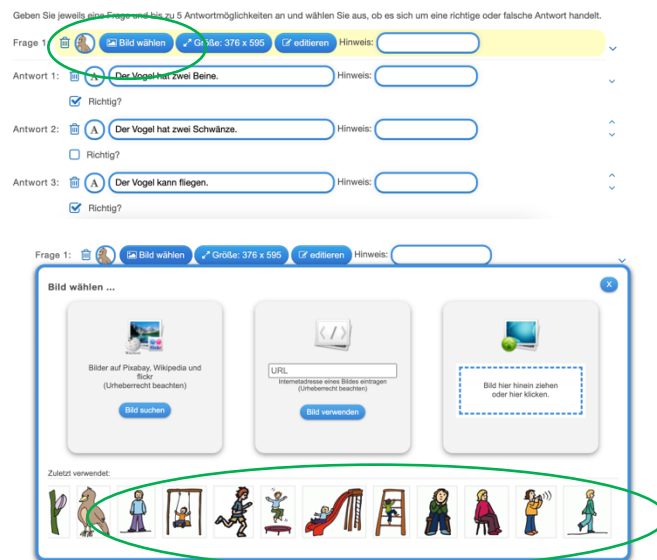 Geben Sie jeweils eine Frage und bis zu 5 Antwortmöglichkeiten an und wählen Sie aus, ob es sich um eine richtige oder falsche Antwort handelt.
Frage 1: Bild wählen Größe: 376 x 595 editieren Hinweis:
Antwort 1: A Der Vogel hat zwei Beine. Hinweis:
Richtig?
Antwort 2: A Der Vogel hat zwei Schwänze. Hinweis:
Richtig?
Antwort 3: A Der Vogel kann fliegen. Hinweis:
Richtig?
Frage 1: Bild wählen Größe: 376 x 595 editieren Hinweis:
Bild wählen ... X
Bilder auf Pixabay, Wikipedia und
flickr
(Urheberrecht beachten)
Bild suchen
</>
URL
Internetadresse eines Bildes eintragen
(Urheberrecht beachten)
Bild verwenden
Bild hier hinein ziehen
oder hier klicken.
Zuletzt verwendet: